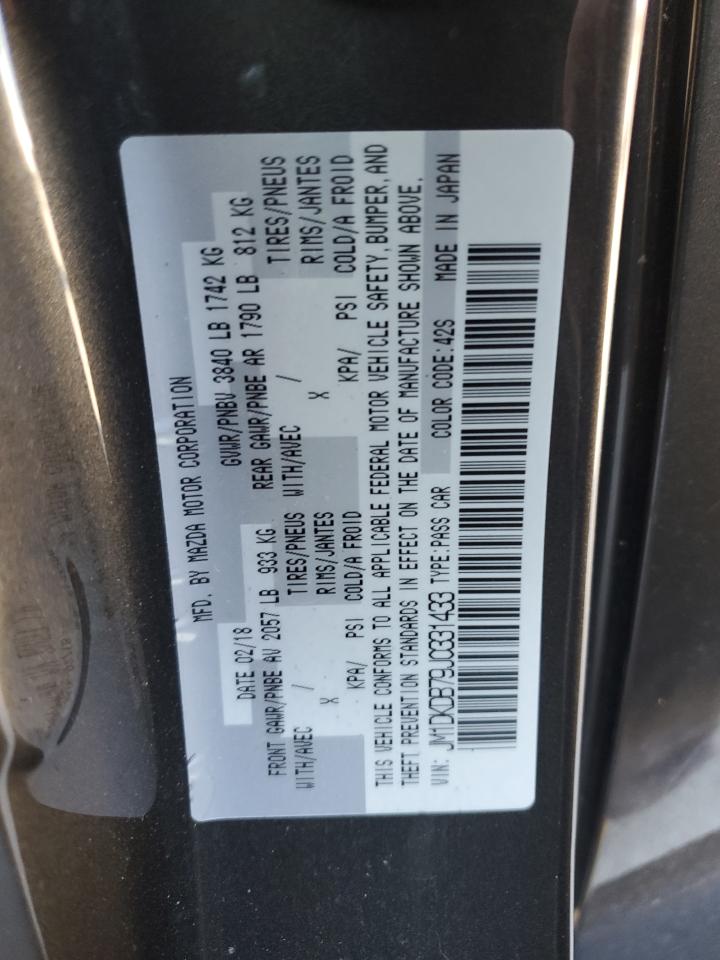 MFD. BY MAZDA MOTOR CORPORATION
DATE 02/18 GVWR/PNBV 3840 LB 1742 KG
FRONT GAWR/PNBE AV 2057 LB 933 KG REAR GAWR/PNBE AR 1790 LB 812 KG
WITH/AVEC / TIRES/PNEUS WITH/AVEC / TIRES/PNEUS
X RIMS/JANTES X RIMS/JANTES
KPA/ PSI COLD/A FROID KPA/ PSI COLD/A FROID
THIS VEHICLE CONFORMS TO ALL APPLICABLE FEDERAL MOTOR VEHICLE SAFETY, BUMPER, AND
THEFT PREVENTION STANDARDS IN EFFECT ON THE DATE OF MANUFACTURE SHOWN ABOVE.
VIN: JM1DKDB79J0331433 TYPE:PASS CAR COLOR CODE:42S MADE IN JAPAN